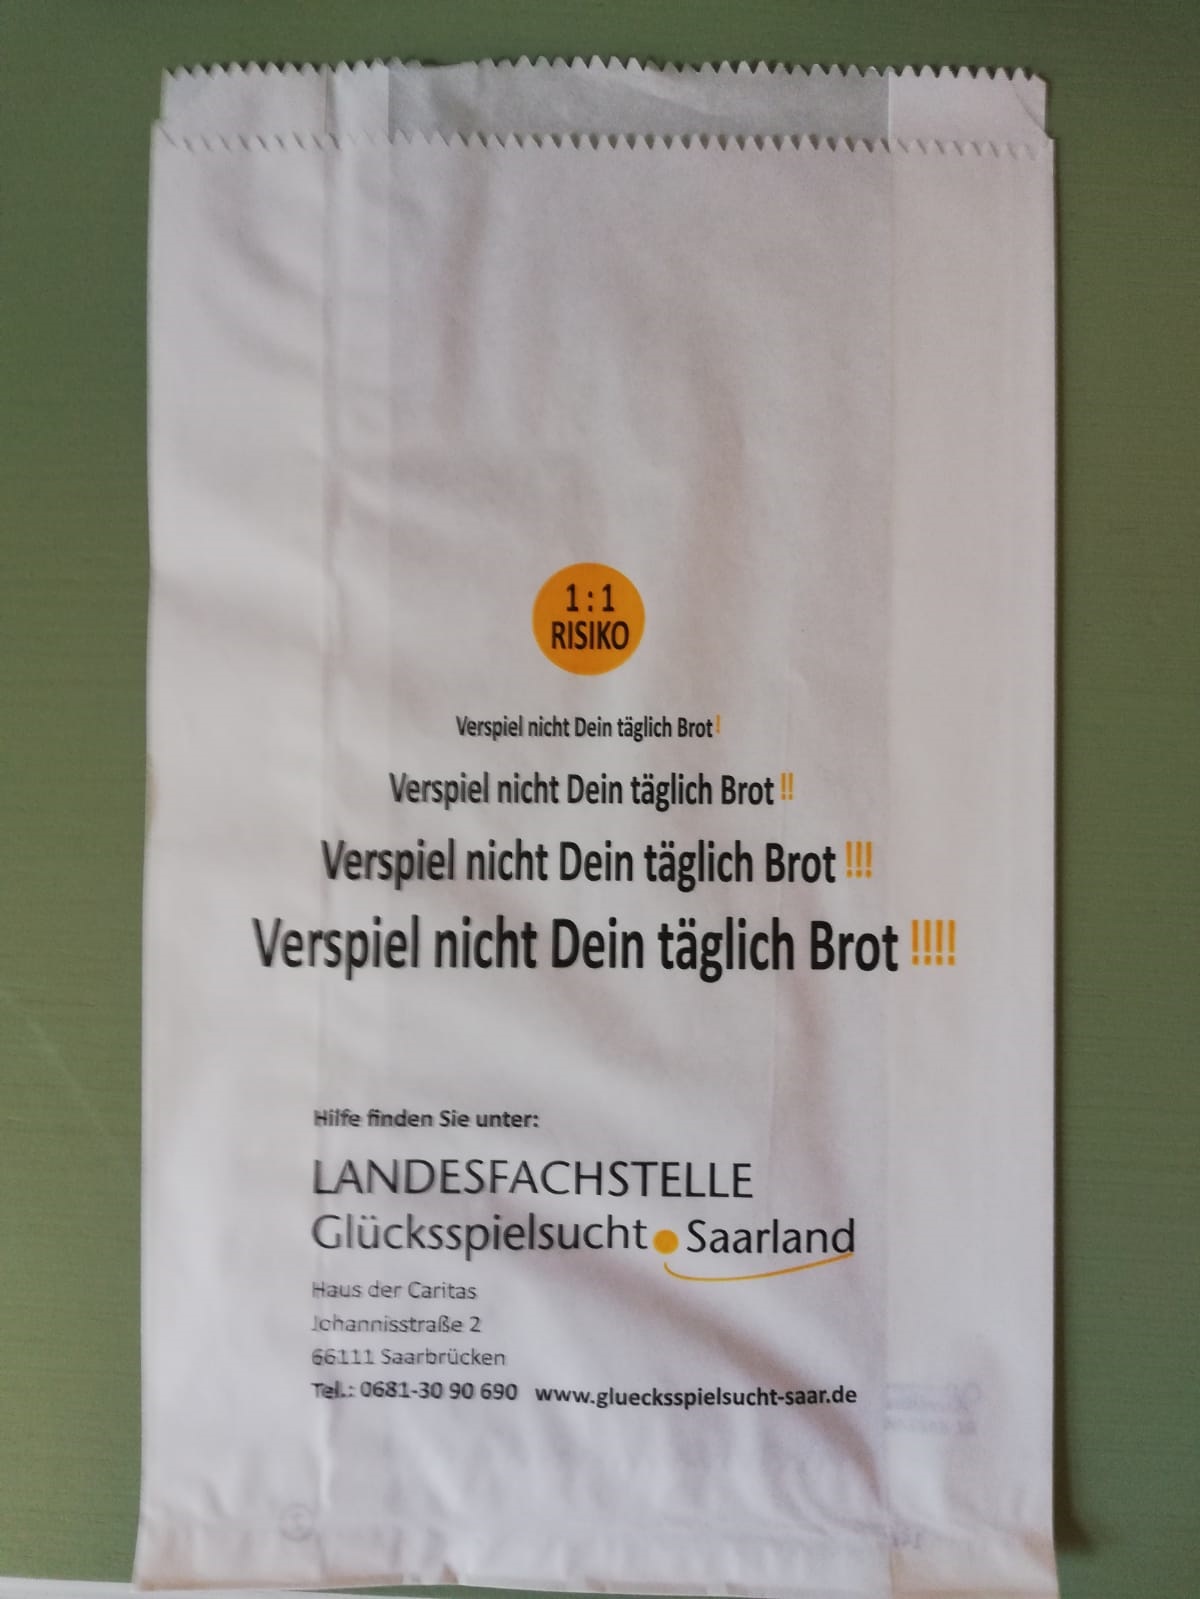 1 : 1
RISIKO
Verspiel nicht Dein täglich Brot!
Verspiel nicht Dein täglich Brot !!
Verspiel nicht Dein täglich Brot !!!
Verspiel nicht Dein täglich Brot !!!!
Hilfe finden Sie unter:
LANDESFACHSTELLE
Glücksspielsucht Saarland
Haus der Caritas
Johannisstraße 2
66111 Saarbrücken
Tel.: 0681-30 90 690 www.gluecksspielsucht-saar.de